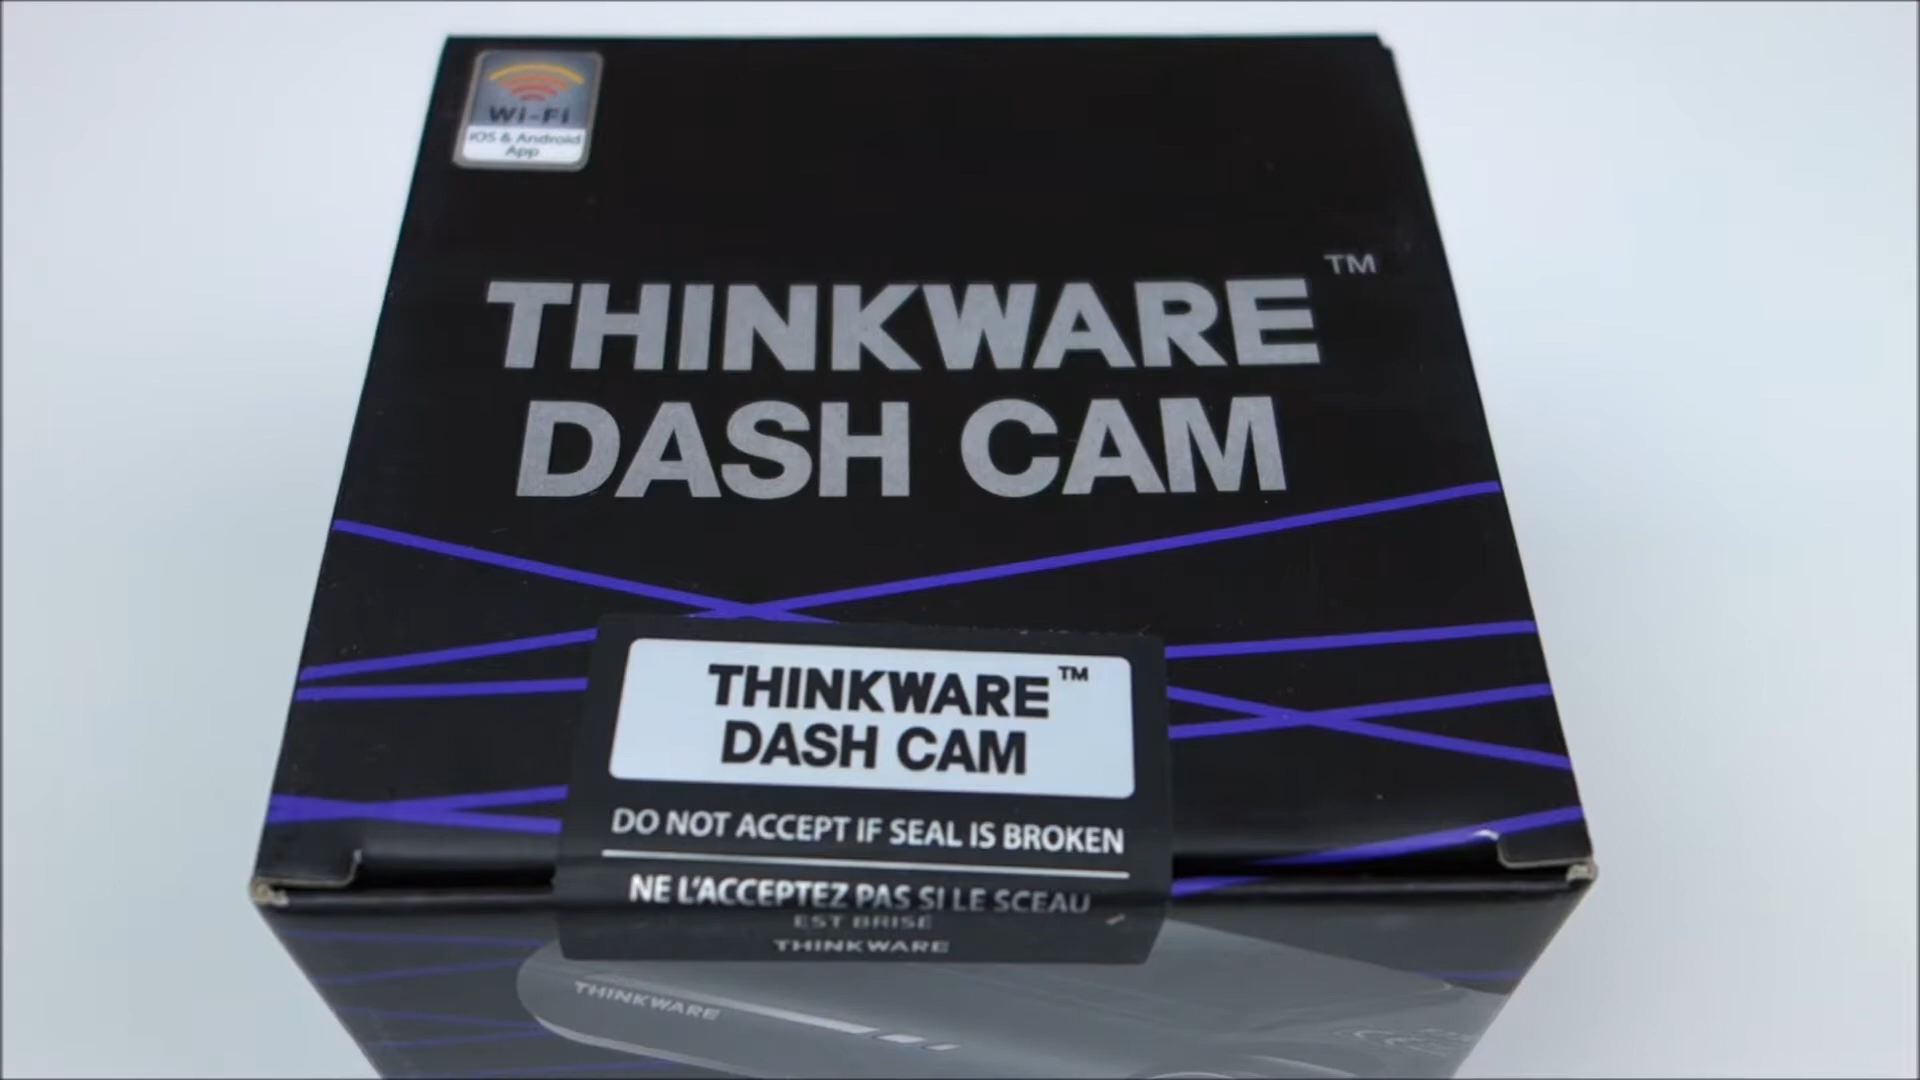 Wi-Fi
iOS & Android
App
THINKWARE™
DASH CAM
THINKWARE™
DASH CAM
DO NOT ACCEPT IF SEAL IS BROKEN
NE L'ACCEPTEZ PAS SI LE SCEAU
EST BRISÉ
THINKWARE
THINKWARE